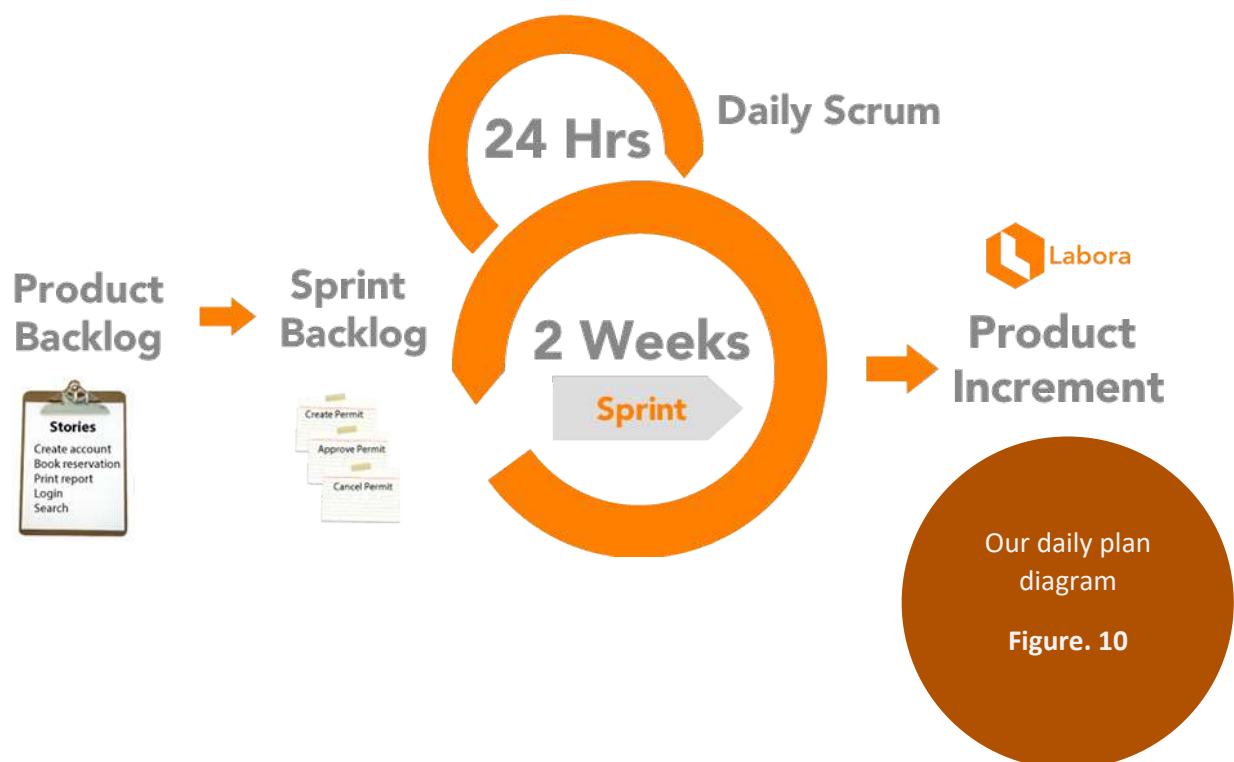 24 Hrs
Daily Scrum
Labora
Product
Backlog
Sprint
Backlog
2 Weeks
Sprint
Product
Increment
Stories
Create account
Book reservation
Print report
Login
Search
Create Permit
Approve Permit
Cancel Permit
Our daily plan
diagram
Figure. 10